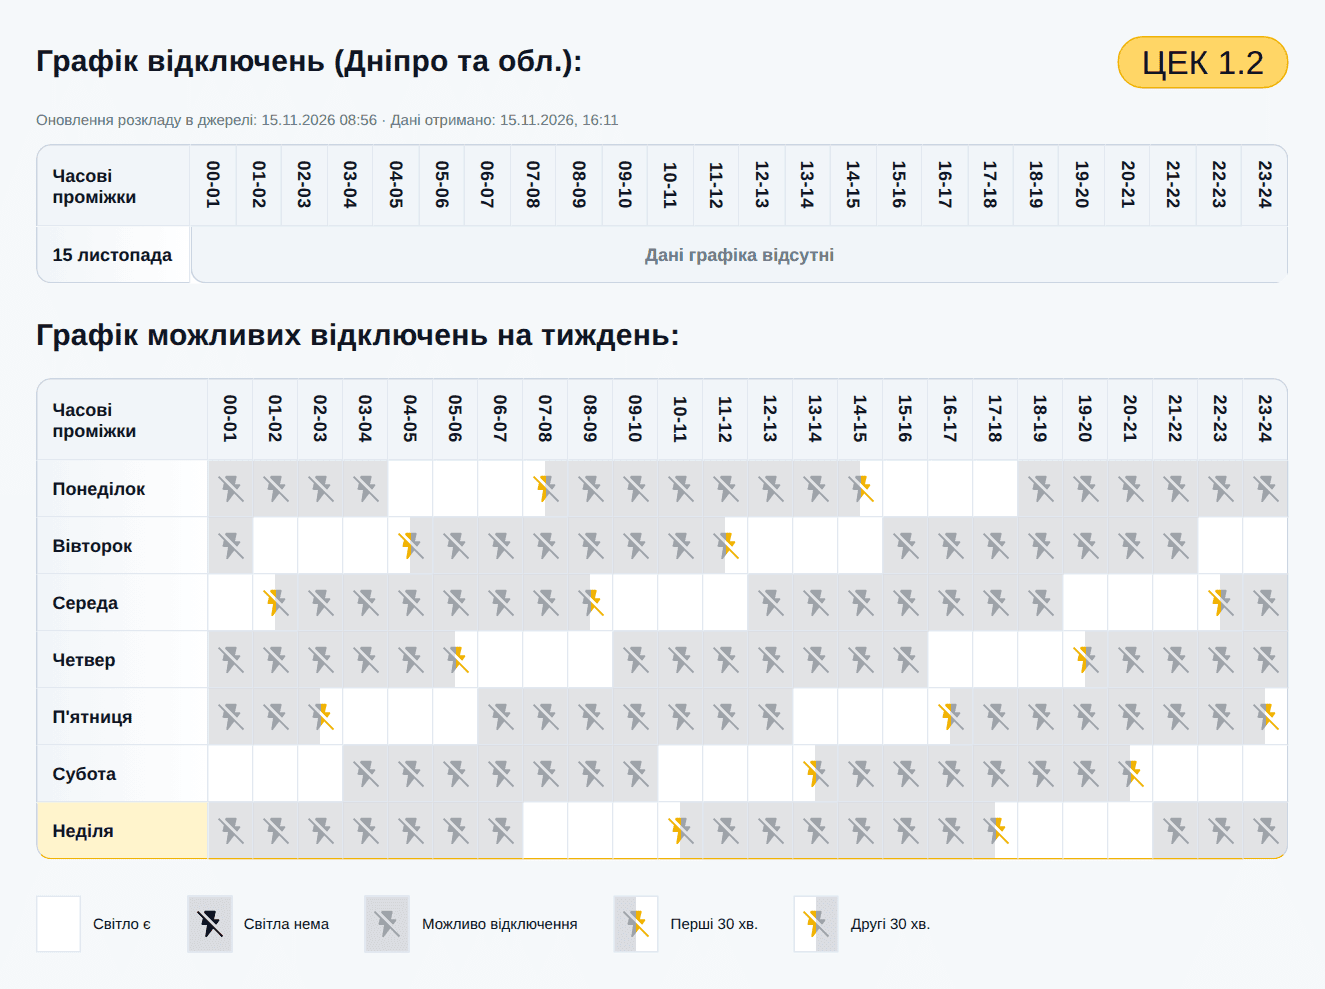 Графік відключень (Дніпро та обл.):
ЦЕК 1.2
Оновлення розкладу в джерелі: 15.11.2026 08:56 · Дані отримано: 15.11.2026, 16:11
Часові проміжки 00-01 01-02 02-03 03-04 04-05 05-06 06-07 07-08 08-09 09-10 10-11 11-12 12-13 13-14 14-15 15-16 16-17 17-18 18-19 19-20 20-21 21-22 22-23 23-24
15 листопада Дані графіка відсутні
Графік можливих відключень на тиждень:
Часові проміжки 00-01 01-02 02-03 03-04 04-05 05-06 06-07 07-08 08-09 09-10 10-11 11-12 12-13 13-14 14-15 15-16 16-17 17-18 18-19 19-20 20-21 21-22 22-23 23-24
Понеділок
Вівторок
Середа
Четвер
П'ятниця
Субота
Неділя
Світло є Світла нема Можливо відключення Перші 30 хв. Другі 30 хв.